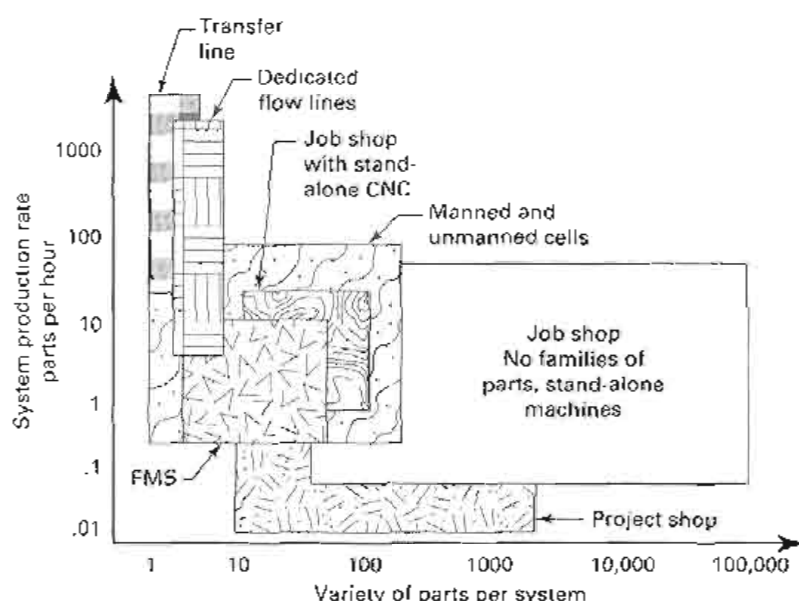 Transfer
line
Dedicated
flow lines
Job shop
with stand-
alone CNC
Manned and
unmanned cells
System production rate
parts per hour
1000
100
10
1
.1
.01
Job shop
No families of
parts, stand-alone
machines
FMS
Project shop
1
10
100
1000
10,000
100,000
Variety of parts per system